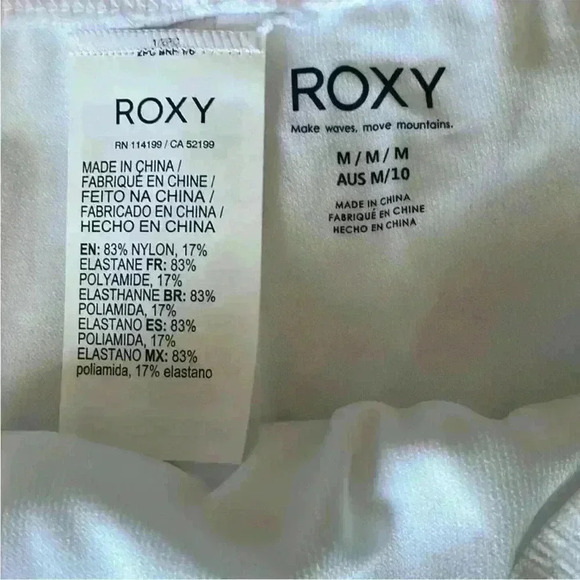 ROXY
RN 114199 / CA 52199
MADE IN CHINA /
FABRIQUÉ EN CHINE /
FEITO NA CHINA /
FABRICADO EN CHINA /
HECHO EN CHINA
EN: 83% NYLON, 17%
ELASTANE FR: 83%
POLYAMIDE, 17%
ELASTHANNE BR: 83%
POLIAMIDA, 17%
ELASTANO ES: 83%
POLIAMIDA, 17%
ELASTANO MX: 83%
poliamida, 17% elastano
ROXY
Make waves, move mountains.
M / M / M
AUS M/10
MADE IN CHINA
FABRIQUÉ EN CHINE
HECHO EN CHINA